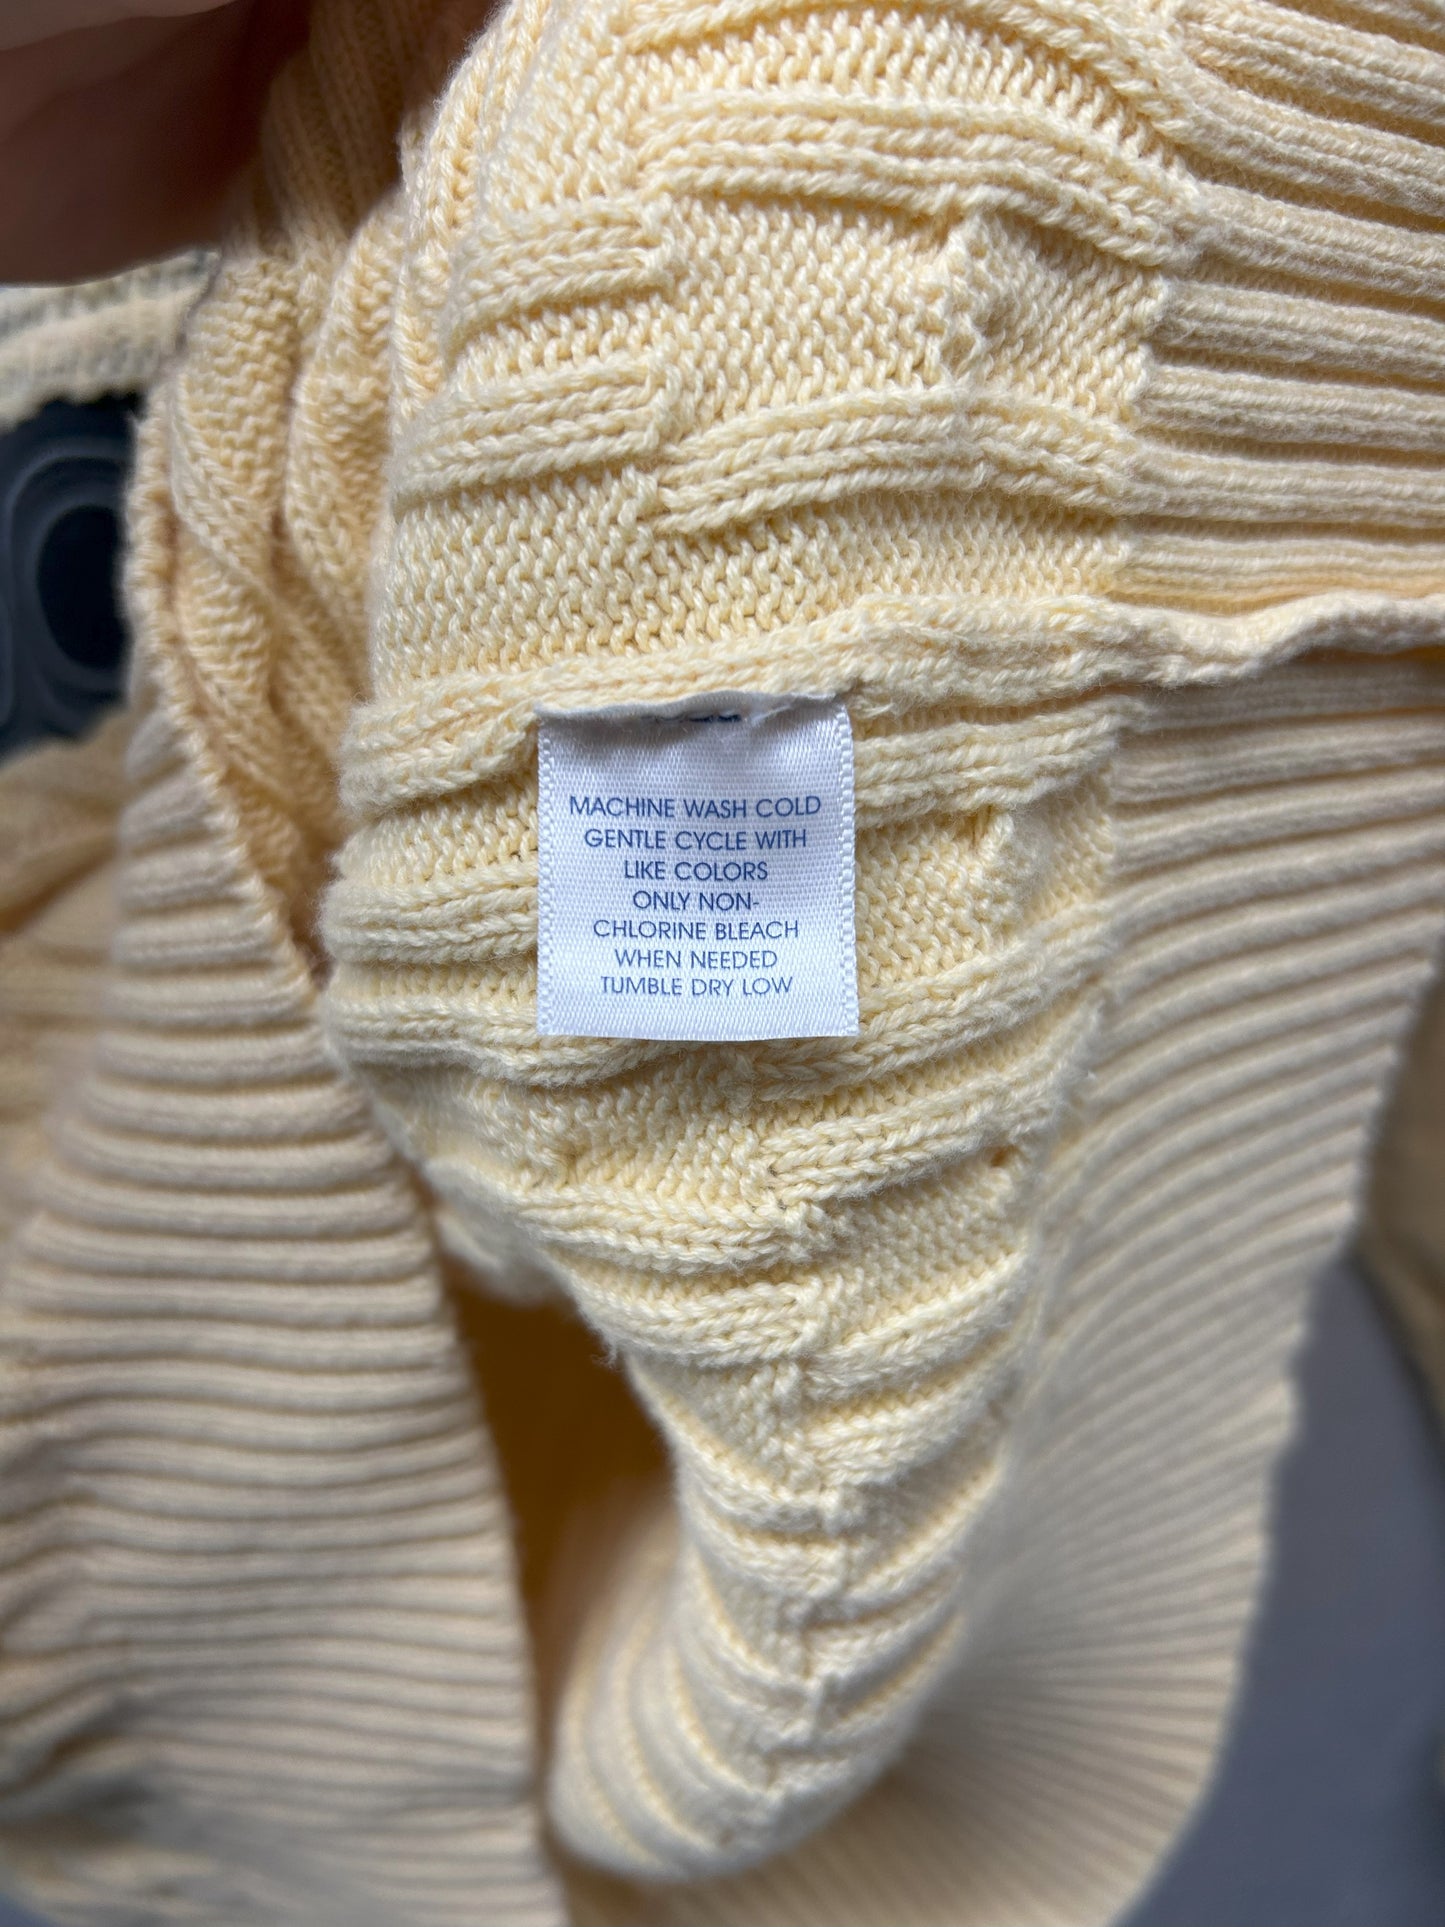 MACHINE WASH COLD
GENTLE CYCLE WITH
LIKE COLORS
ONLY NON-
CHLORINE BLEACH
WHEN NEEDED
TUMBLE DRY LOW